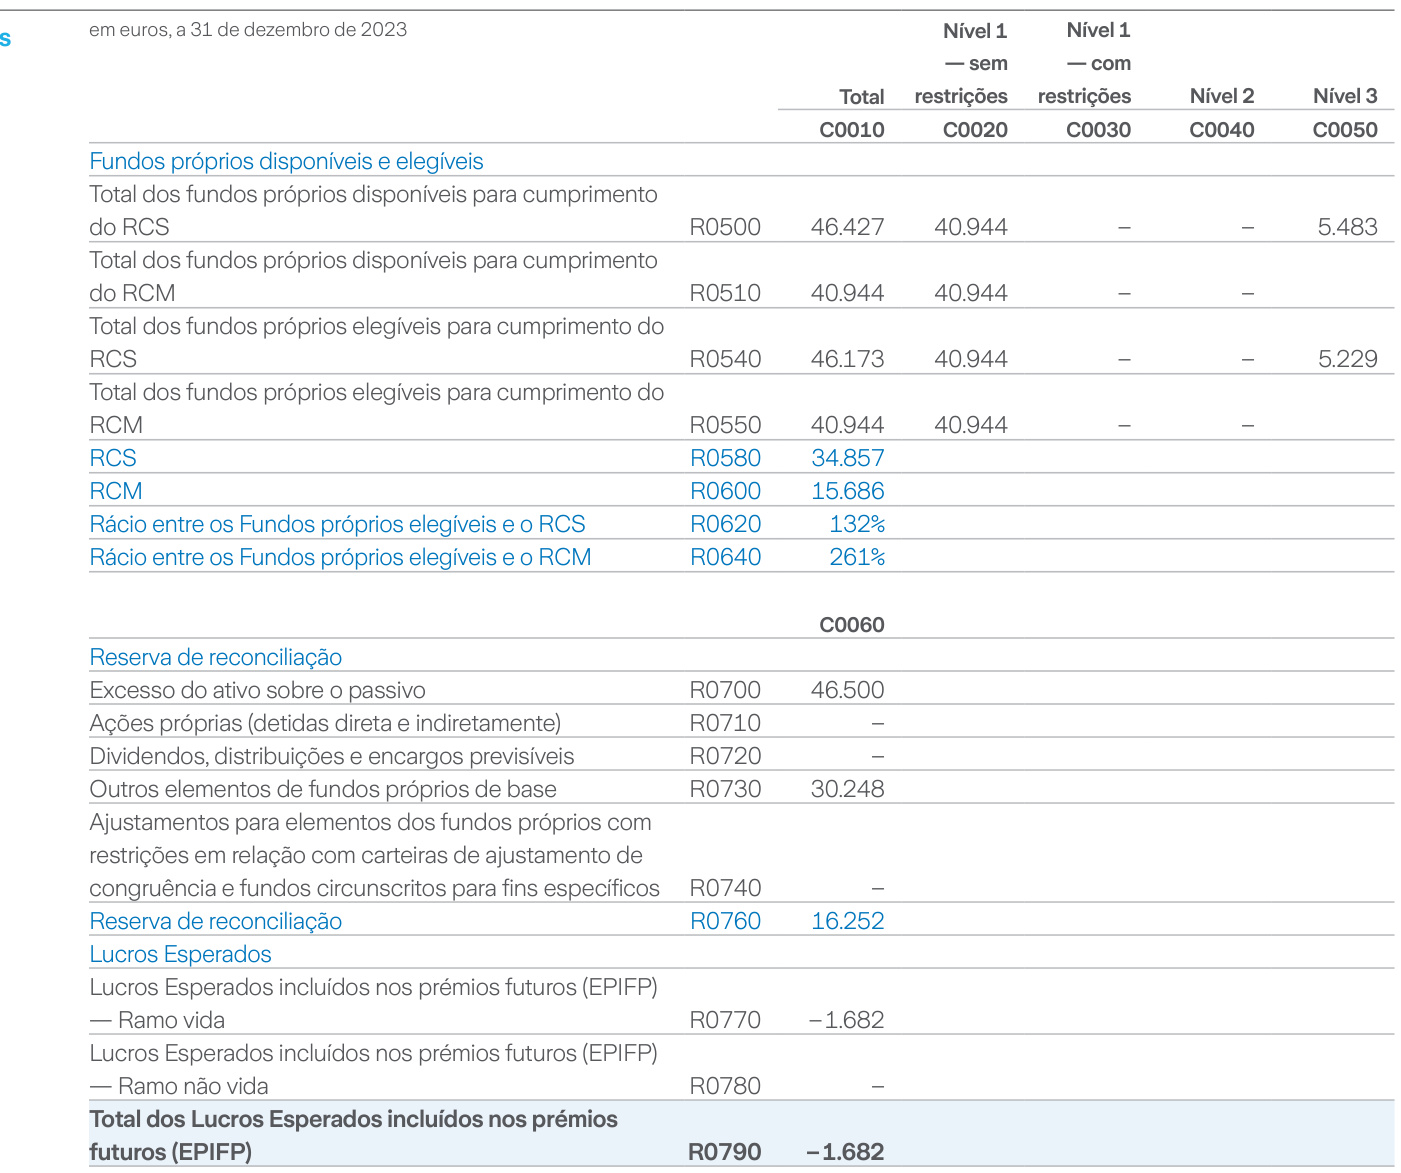 s
em euros, a 31 de dezembro de 2023
Nível 1 Nível 1
— sem — com
Total restrições restrições Nível 2 Nível 3
C0010 C0020 C0030 C0040 C0050
Fundos próprios disponíveis e elegíveis
Total dos fundos próprios disponíveis para cumprimento
do RCS R0500 46.427 40.944 – – 5.483
Total dos fundos próprios disponíveis para cumprimento
do RCM R0510 40.944 40.944 – –
Total dos fundos próprios elegíveis para cumprimento do
RCS R0540 46.173 40.944 – – 5.229
Total dos fundos próprios elegíveis para cumprimento do
RCM R0550 40.944 40.944 – –
RCS R0580 34.857
RCM R0600 15.686
Rácio entre os Fundos próprios elegíveis e o RCS R0620 132%
Rácio entre os Fundos próprios elegíveis e o RCM R0640 261%
C0060
Reserva de reconciliação
Excesso do ativo sobre o passivo R0700 46.500
Ações próprias (detidas direta e indiretamente) R0710 –
Dividendos, distribuições e encargos previsíveis R0720 –
Outros elementos de fundos próprios de base R0730 30.248
Ajustamentos para elementos dos fundos próprios com
restrições em relação com carteiras de ajustamento de
congruência e fundos circunscritos para fins específicos R0740 –
Reserva de reconciliação R0760 16.252
Lucros Esperados
Lucros Esperados incluídos nos prémios futuros (EPIFP)
— Ramo vida R0770 –1.682
Lucros Esperados incluídos nos prémios futuros (EPIFP)
— Ramo não vida R0780 –
Total dos Lucros Esperados incluídos nos prémios
futuros (EPIFP) R0790 –1.682